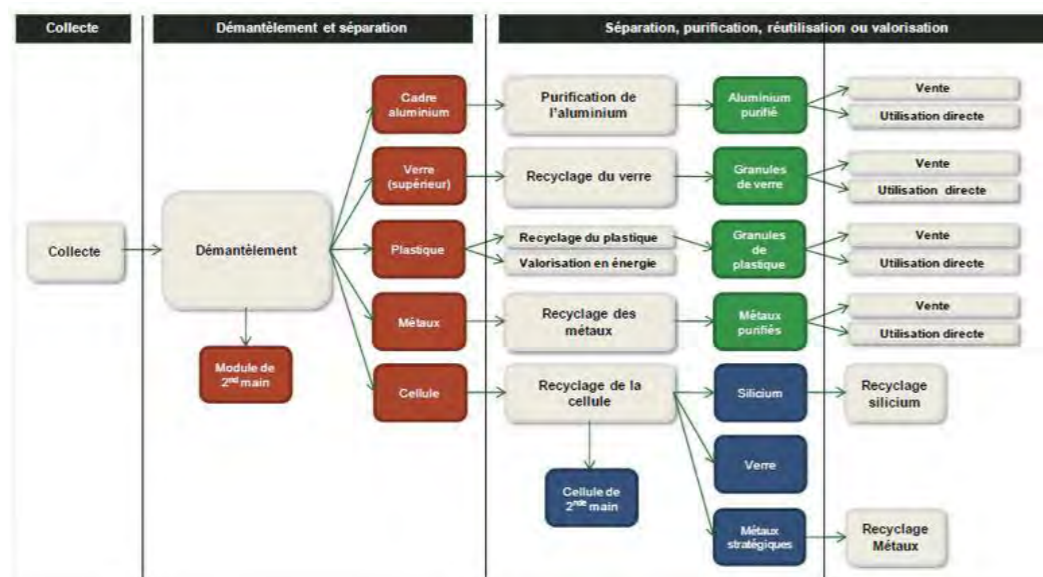 Collecte
Démantèlement et séparation
Séparation, purification, réutilisation ou valorisation
Collecte
Démantèlement
Module de
2nd main
Cadre
aluminium
Verre
(supérieur)
Plastique
Métaux
Cellule
Purification de
l'aluminium
Recyclage du verre
Recyclage du plastique
Valorisation en énergie
Recyclage des
métaux
Recyclage de la
cellule
Cellule de
2nde main
Aluminium
purifié
Granules
de verre
Granules
de
plastique
Métaux
purifiés
Silicium
Verre
Métaux
stratégiques
Vente
Utilisation directe
Vente
Utilisation directe
Vente
Utilisation directe
Vente
Utilisation directe
Recyclage
silicium
Recyclage
Métaux